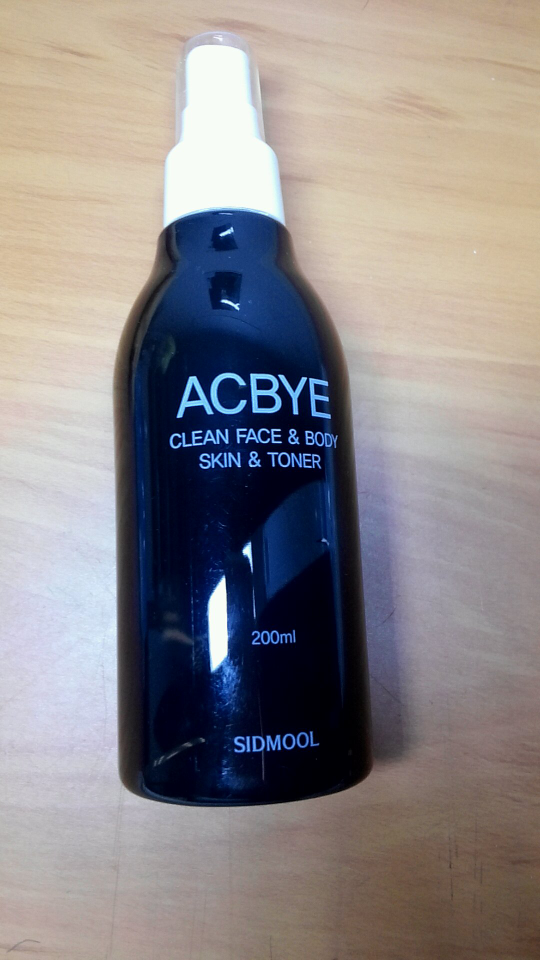 ACBYE
CLEAN FACE & BODY
SKIN & TONER
200ml
SIDMOOL